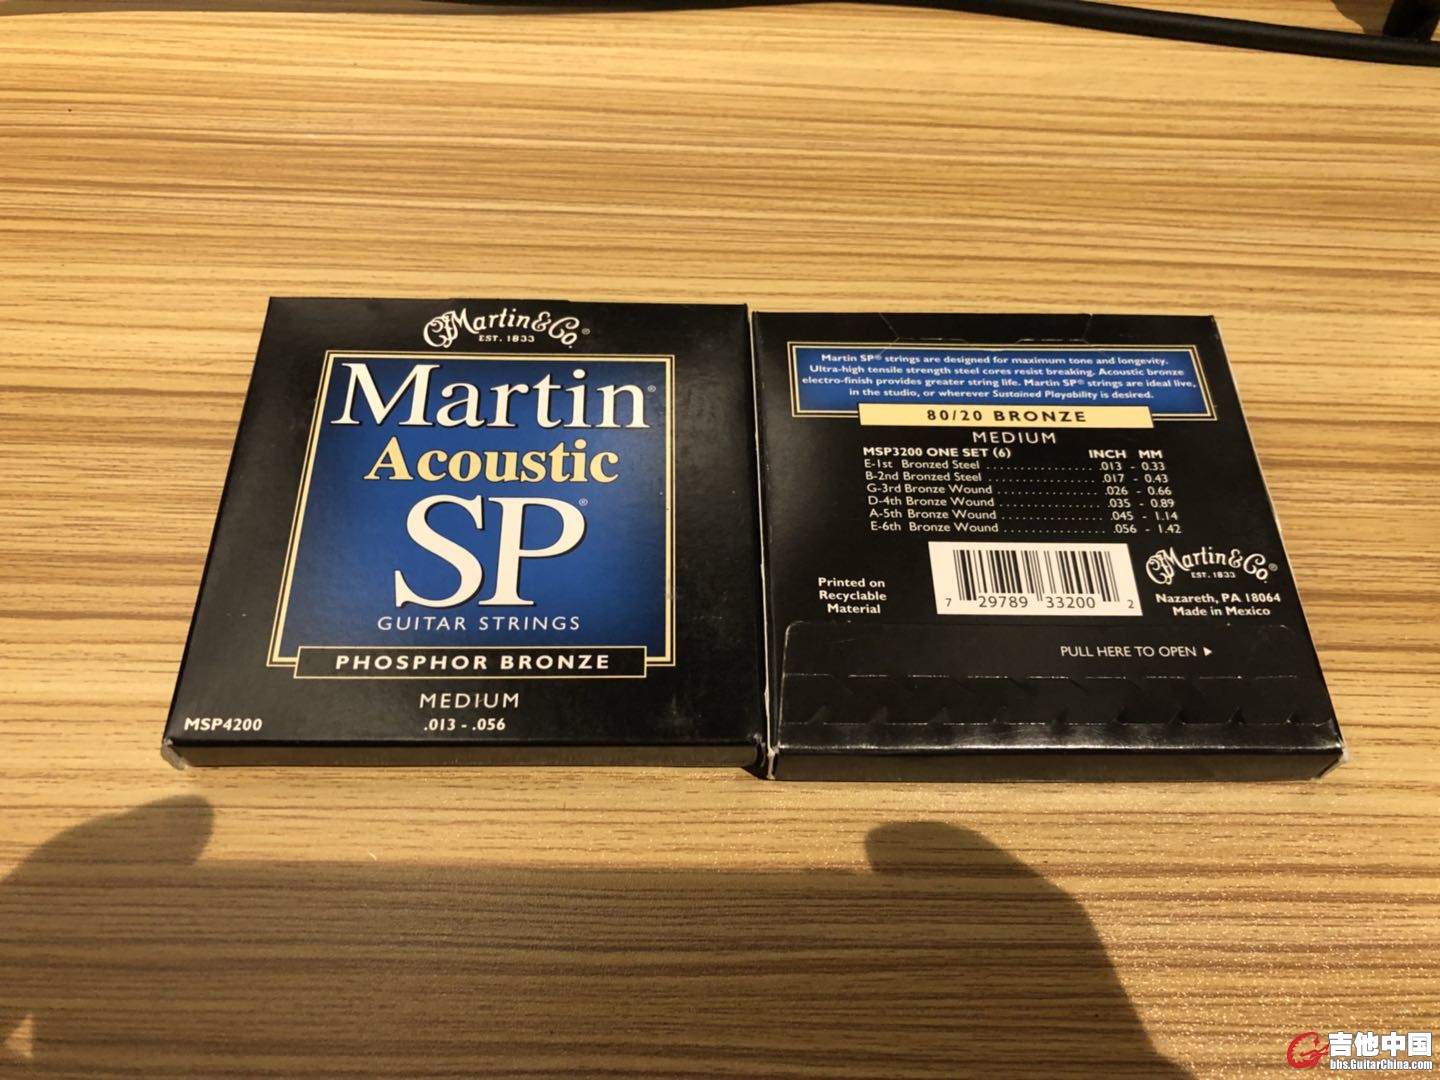 Martin & Co.®
EST. 1833
Martin®
Acoustic
SP®
GUITAR STRINGS
PHOSPHOR BRONZE
MEDIUM
.013 - .056
MSP4200
Martin SP® strings are designed for maximum tone and longevity.
Ultra-high tensile strength steel cores resist breaking. Acoustic bronze
electro-finish provides greater string life. Martin SP® strings are ideal live,
in the studio, or wherever Sustained Playability is desired.
80/20 BRONZE
MEDIUM
MSP3200 ONE SET (6) INCH MM
E-1st Bronzed Steel .013 - 0.33
B-2nd Bronzed Steel .017 - 0.43
G-3rd Bronze Wound .026 - 0.66
D-4th Bronze Wound .035 - 0.89
A-5th Bronze Wound .045 - 1.14
E-6th Bronze Wound .056 - 1.42
Printed on
Recyclable
Material
7 29789 33200 2
Martin & Co.®
EST. 1833
Nazareth, PA 18064
Made in Mexico
PULL HERE TO OPEN ►
吉他中国
bbs.GuitarChina.com